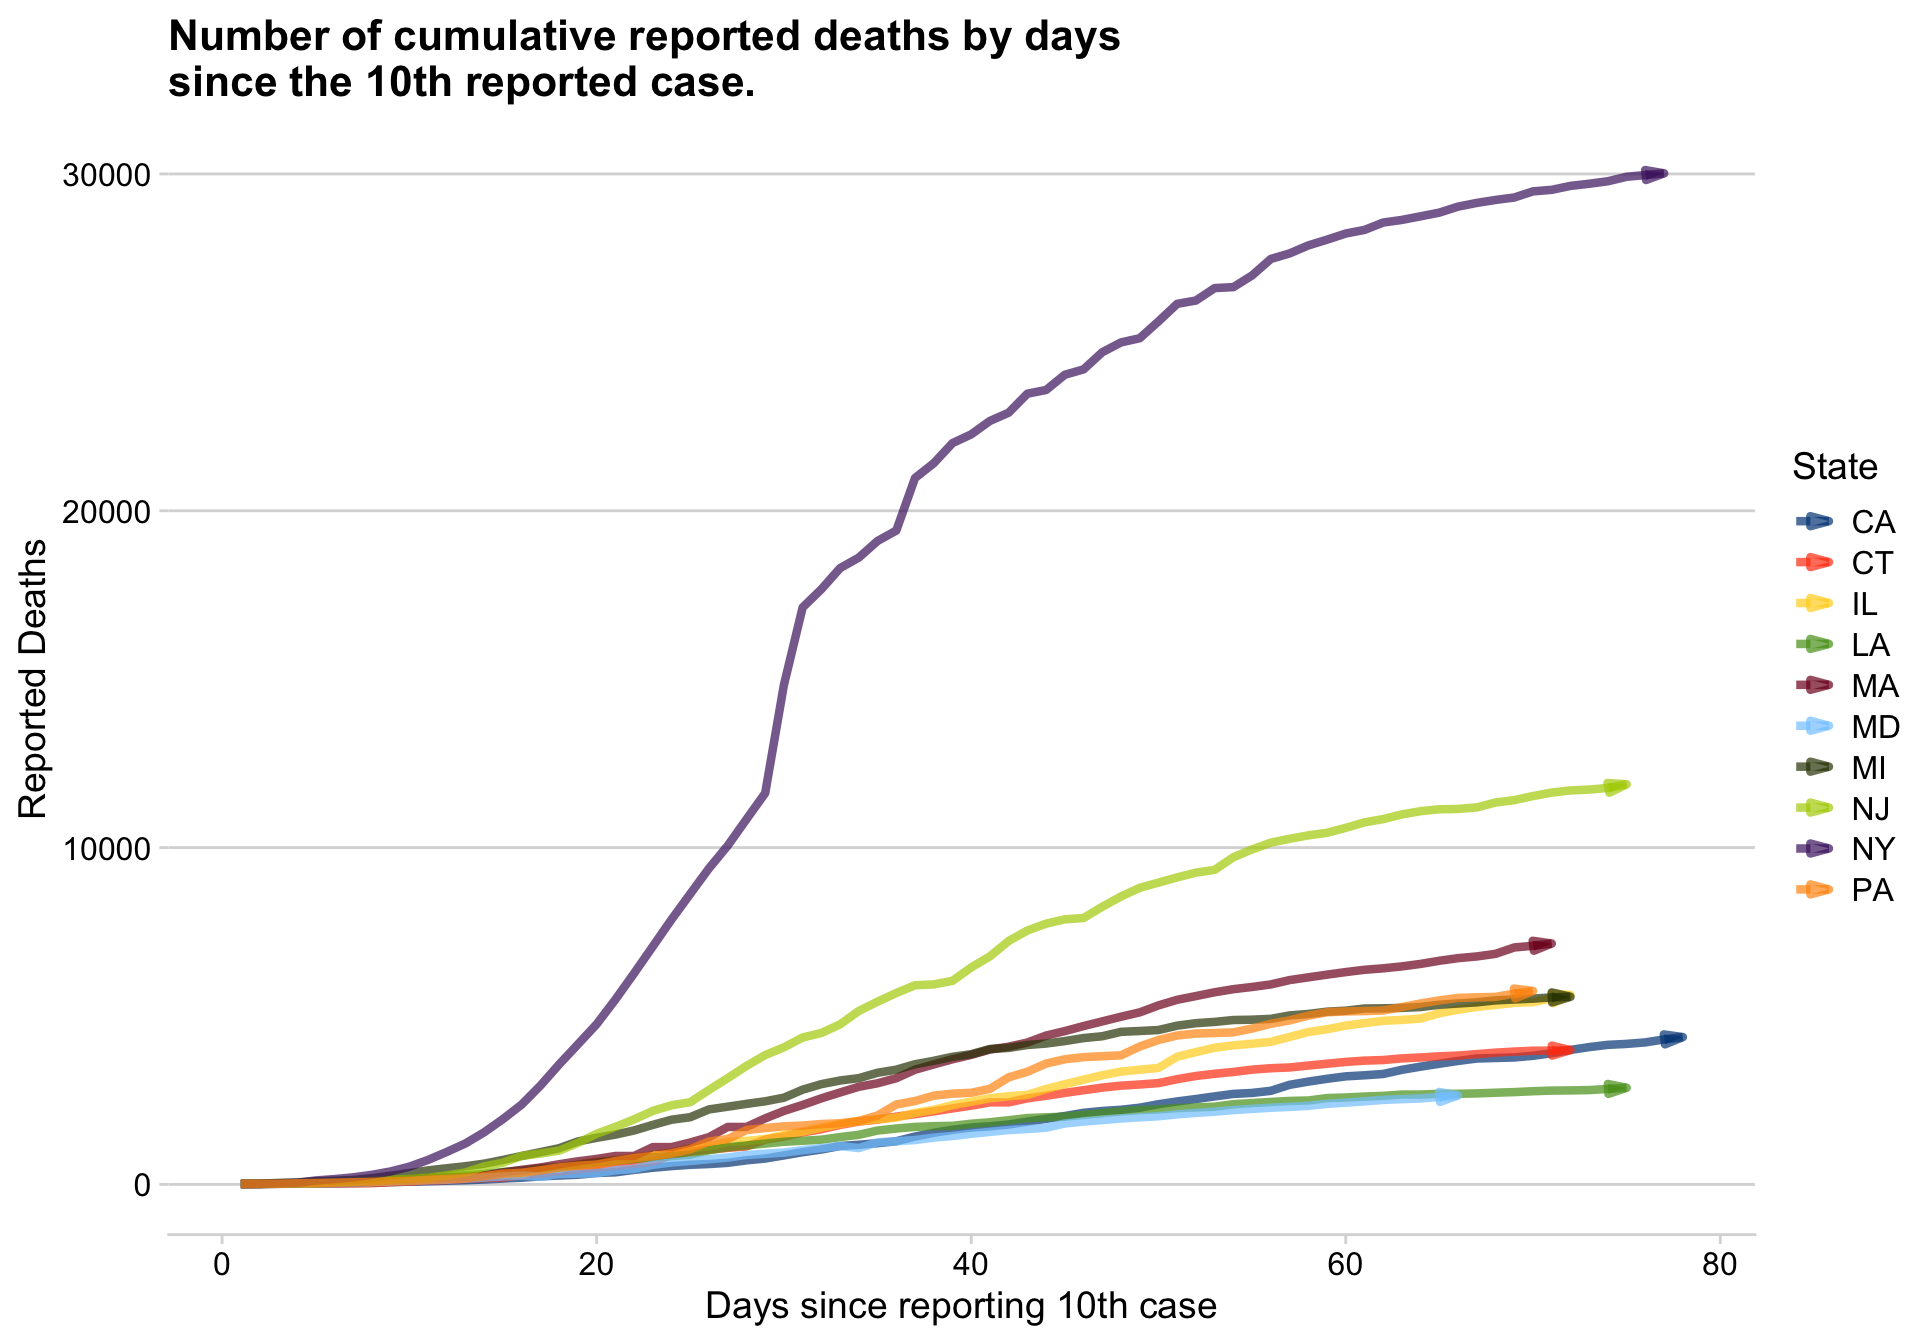 Number of cumulative reported deaths by days
since the 10th reported case.
30000
20000
10000
0
Reported Deaths
0 20 40 60 80
Days since reporting 10th case
State
CA
CT
IL
LA
MA
MD
MI
NJ
NY
PA